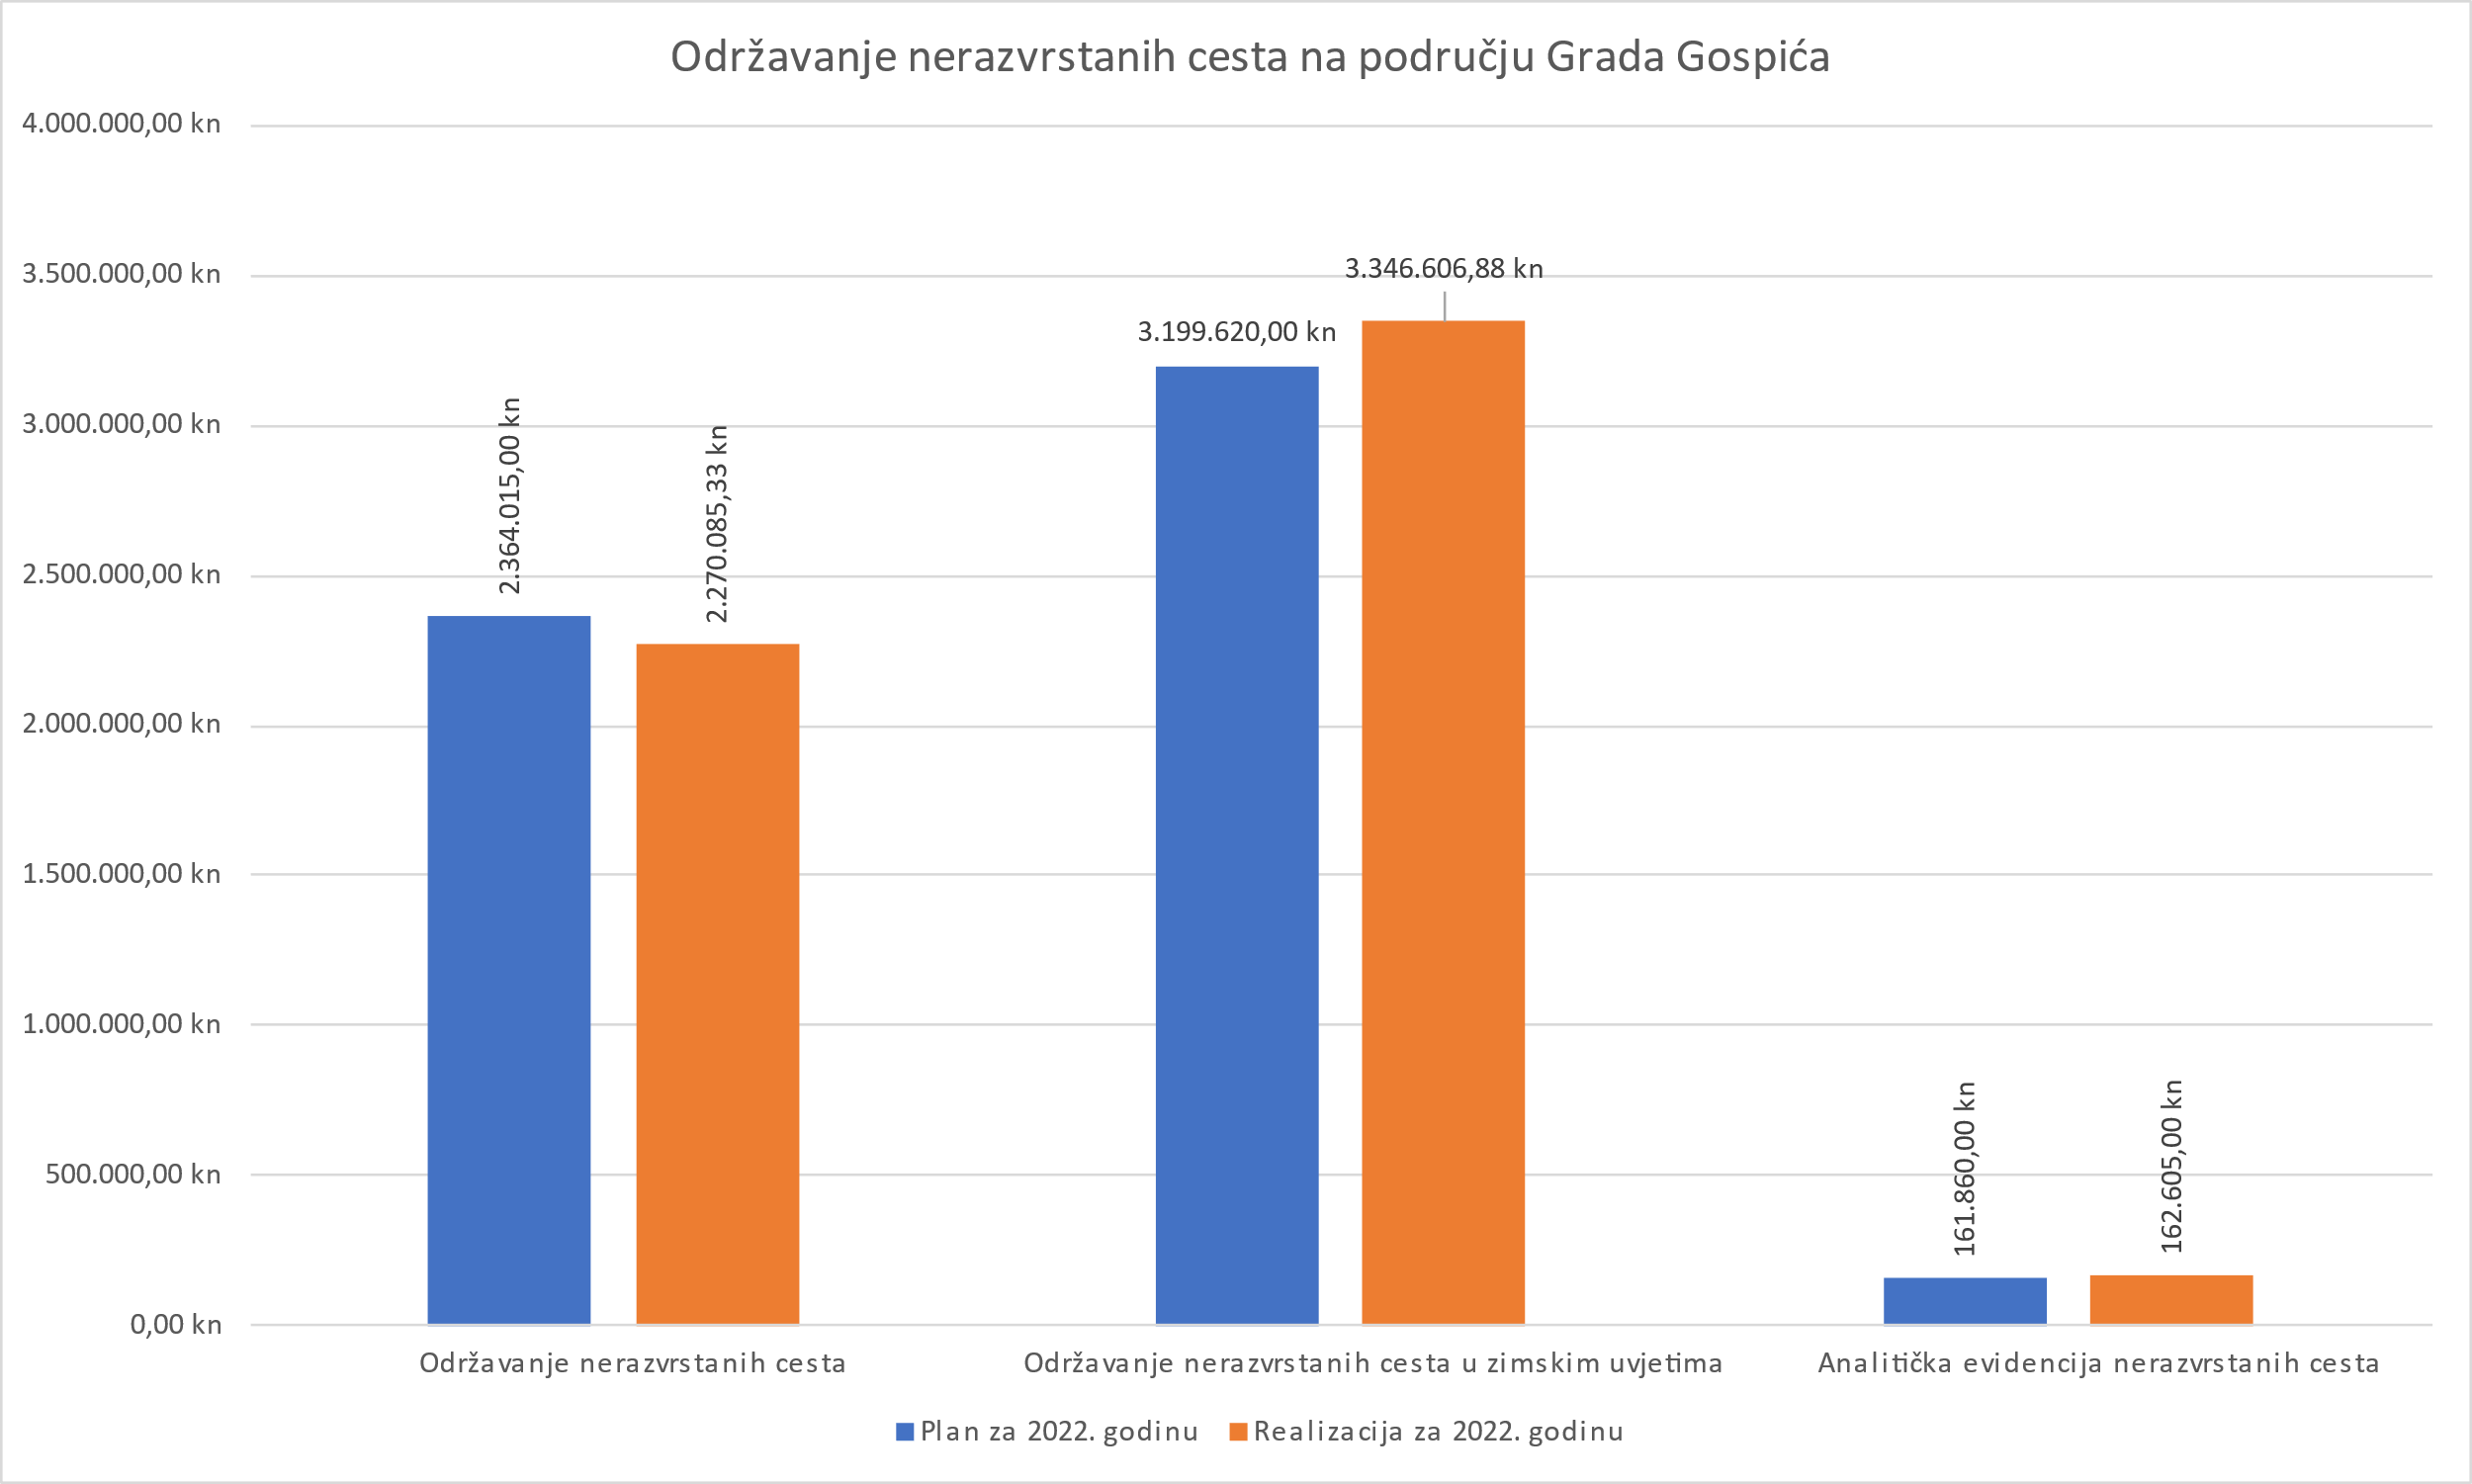 Održavanje nerazvrstanih cesta na području Grada Gospića
4.000.000,00 kn
3.500.000,00 kn
3.000.000,00 kn
2.500.000,00 kn
2.000.000,00 kn
1.500.000,00 kn
1.000.000,00 kn
500.000,00 kn
0,00 kn
2.364.015,00 kn
2.270.085,33 kn
3.199.620,00 kn
3.346.606,88 kn
161.860,00 kn
162.605,00 kn
Održavanje nerazvrstanih cesta
Održavanje nerazvrstanih cesta u zimskim uvjetima
Analitička evidencija nerazvrstanih cesta
Plan za 2022. godinu
Realizacija za 2022. godinu